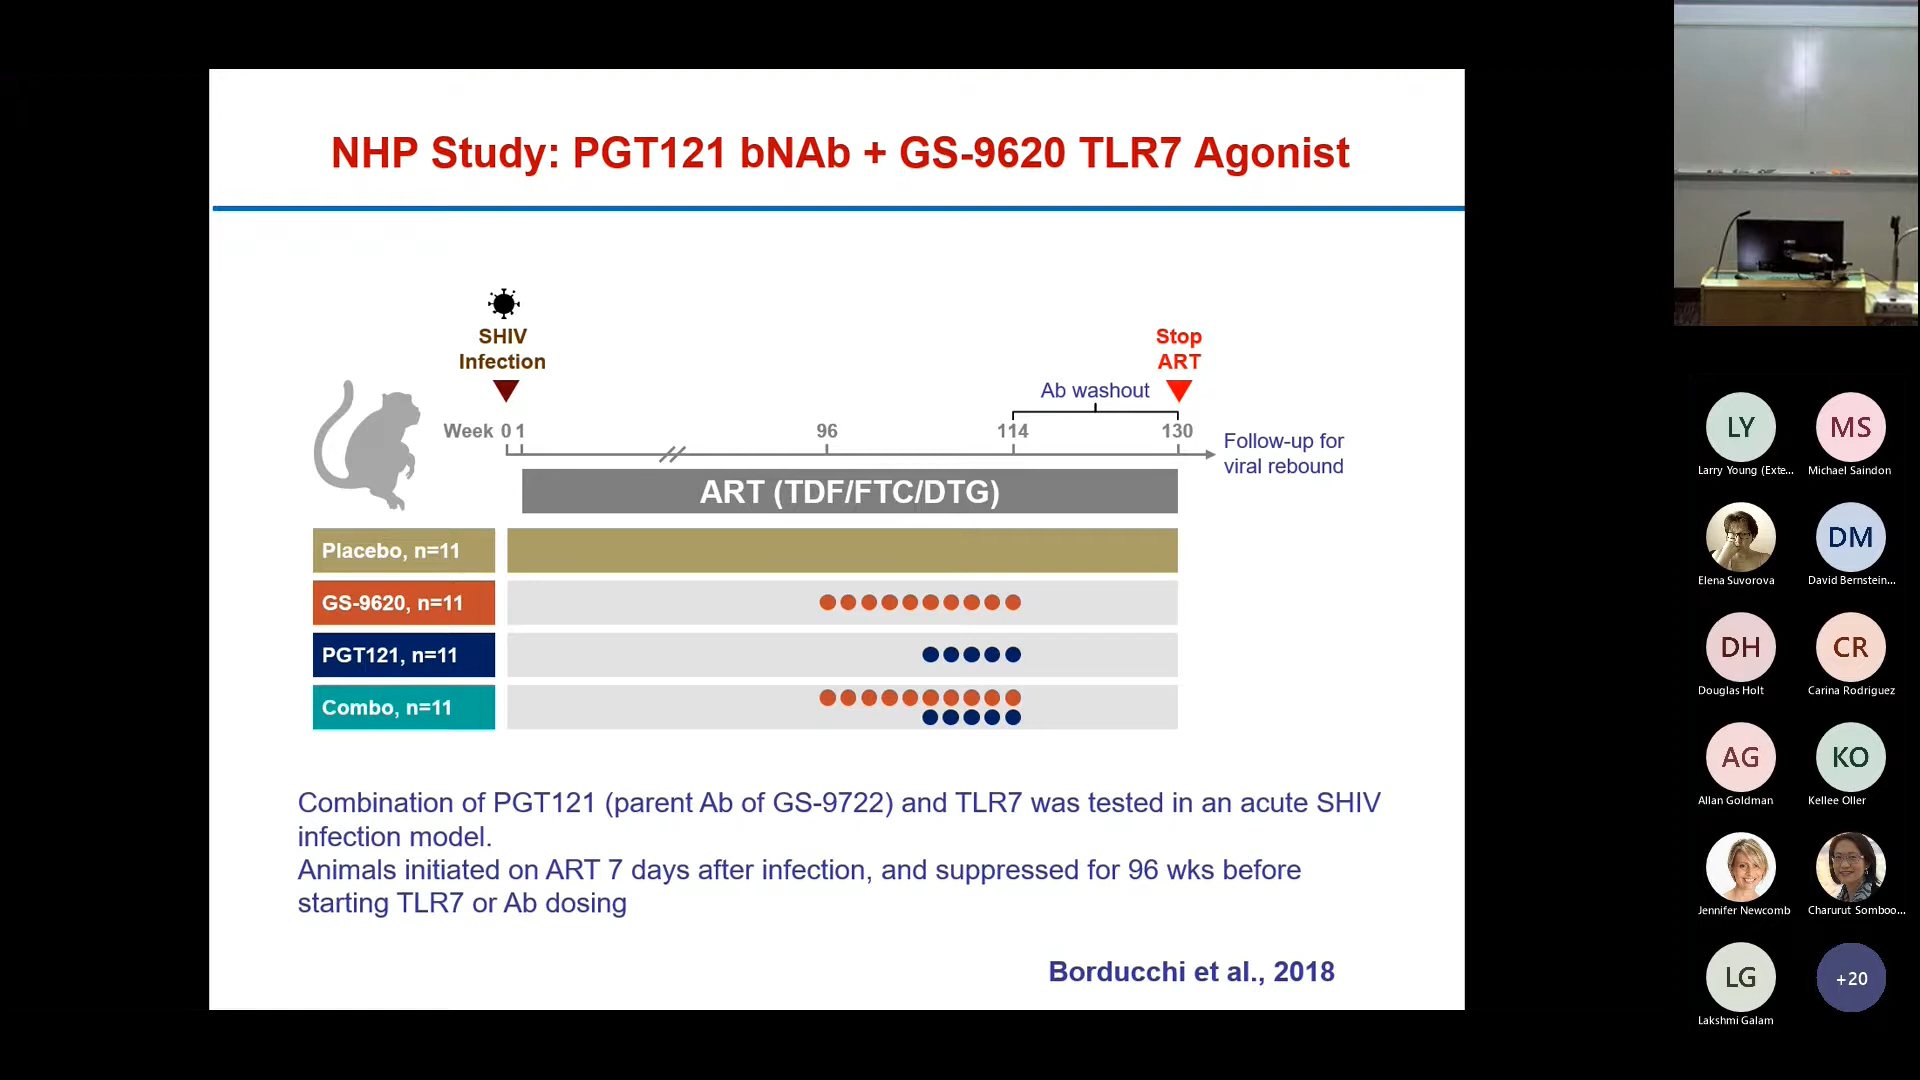 NHP Study: PGT121 bNAb + GS-9620 TLR7 Agonist
SHIV
Infection
Stop
ART
Ab washout
Week 0 1
96
114
130
Follow-up for
viral rebound
ART (TDF/FTC/DTG)
Placebo, n=11
GS-9620, n=11
PGT121, n=11
Combo, n=11
Combination of PGT121 (parent Ab of GS-9722) and TLR7 was tested in an acute SHIV
infection model.
Animals initiated on ART 7 days after infection, and suppressed for 96 wks before
starting TLR7 or Ab dosing
Borducchi et al., 2018
LY
Larry Young (Exte...
MS
Michael Saindon
Elena Suvorova
DM
David Bernstein...
DH
Douglas Holt
CR
Carina Rodriguez
AG
Allan Goldman
KO
Kellee Oller
Jennifer Newcomb
Charurut Somboo...
LG
Lakshmi Galam
+20